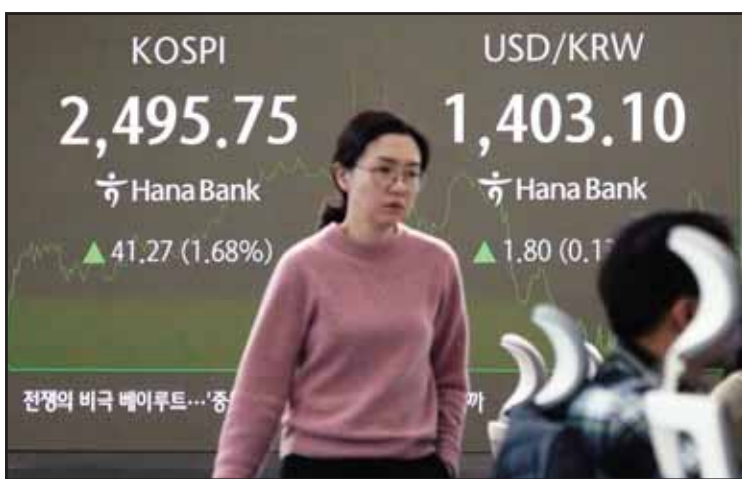 KOSPI
2,495.75
Hana Bank
▲ 41.27 (1.68%)
USD/KRW
1,403.10
Hana Bank
▲ 1.80
전쟁의 비극 베이루트…